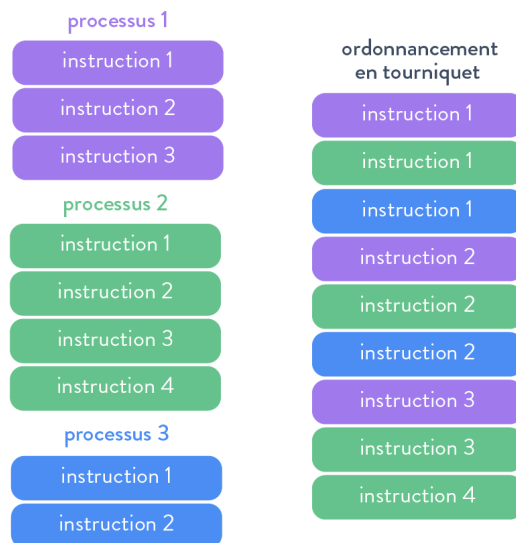 processus 1
instruction 1
instruction 2
instruction 3
processus 2
instruction 1
instruction 2
instruction 3
instruction 4
processus 3
instruction 1
instruction 2
ordonnancement
en tourniquet
instruction 1
instruction 1
instruction 1
instruction 2
instruction 2
instruction 2
instruction 3
instruction 3
instruction 4